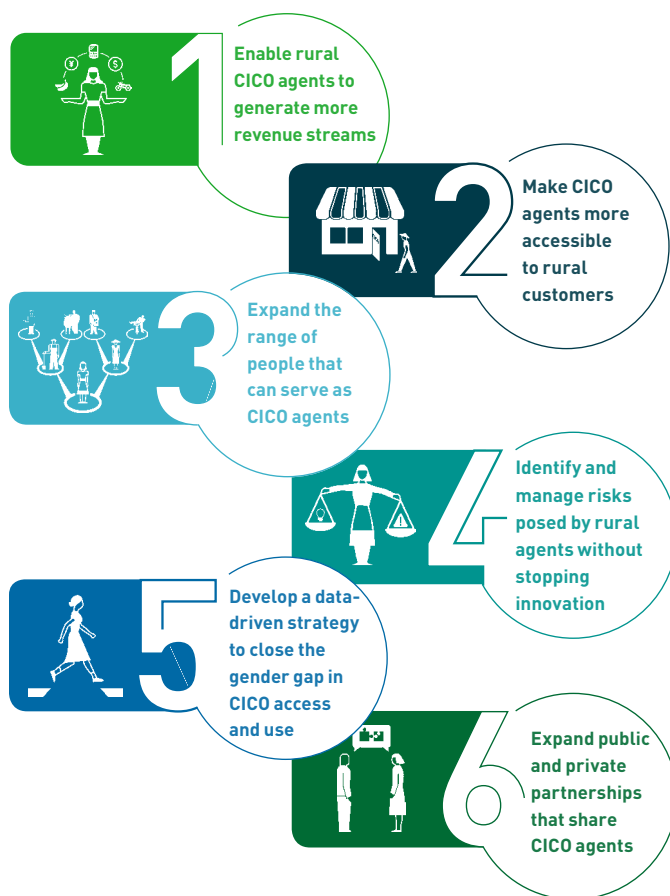 1
Enable rural
CICO agents to
generate more
revenue streams
¥
$
2
Make CICO
agents more
accessible
to rural
customers
3
Expand the
range of
people that
can serve as
CICO agents
4
Identify and
manage risks
posed by rural
agents without
stopping
innovation
!
5
Develop a data-
driven strategy
to close the
gender gap in
CICO access
and use
6
Expand public
and private
partnerships
that share
CICO agents